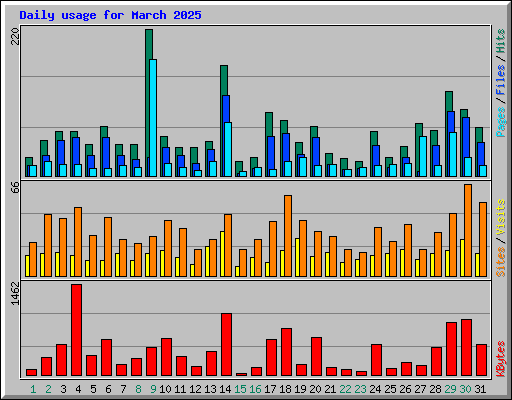 Daily usage for March 2025
220
Pages / Files / Hits
66
Sites / Visits
1462
KBytes
1 2 3 4 5 6 7 8 9 10 11 12 13 14 15 16 17 18 19 20 21 22 23 24 25 26 27 28 29 30 31